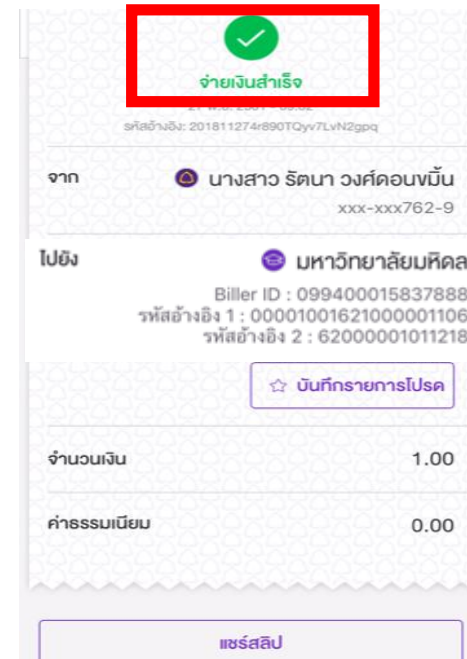 จ่ายเงินสำเร็จ
รหัสอ้างอิง: 201811274r890TQyv7LvN2gpq
จาก นางสาว รัตนา วงศ์ดอนขมิ้น
xxx-xxx762-9
ไปยัง มหาวิทยาลัยมหิดล
Biller ID : 099400015837888
รหัสอ้างอิง 1 : 00001001621000001106
รหัสอ้างอิง 2 : 62000001011218
บันทึกรายการโปรด
จำนวนเงิน 1.00
ค่าธรรมเนียม 0.00
แชร์สลิป